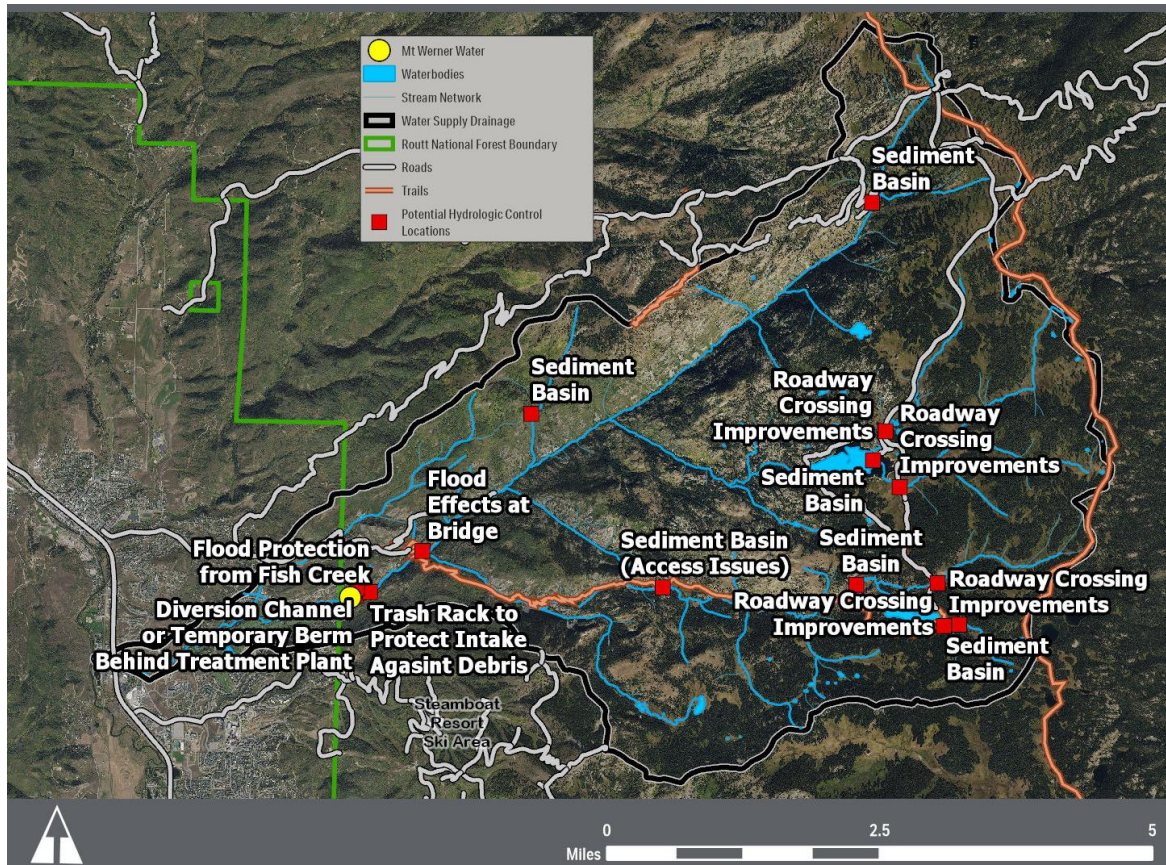 Mt Werner Water
Waterbodies
Stream Network
Water Supply Drainage
Routt National Forest Boundary
Roads
Trails
Potential Hydrologic Control
Locations
Sediment
Basin
Sediment
Basin
Roadway
Crossing
Improvements
Roadway
Crossing
Improvements
Sediment
Basin
Flood
Effects at
Bridge
Sediment Basin
(Access Issues)
Sediment
Basin
Flood Protection
from Fish Creek
Roadway Crossing
Improvements
Roadway Crossing
Improvements
Diversion Channel
or Temporary Berm
Behind Treatment Plant
Trash Rack to
Protect Intake
Agasint Debris
Sediment
Basin
Steamboat
Resort
Ski Area
0
2.5
5
Miles